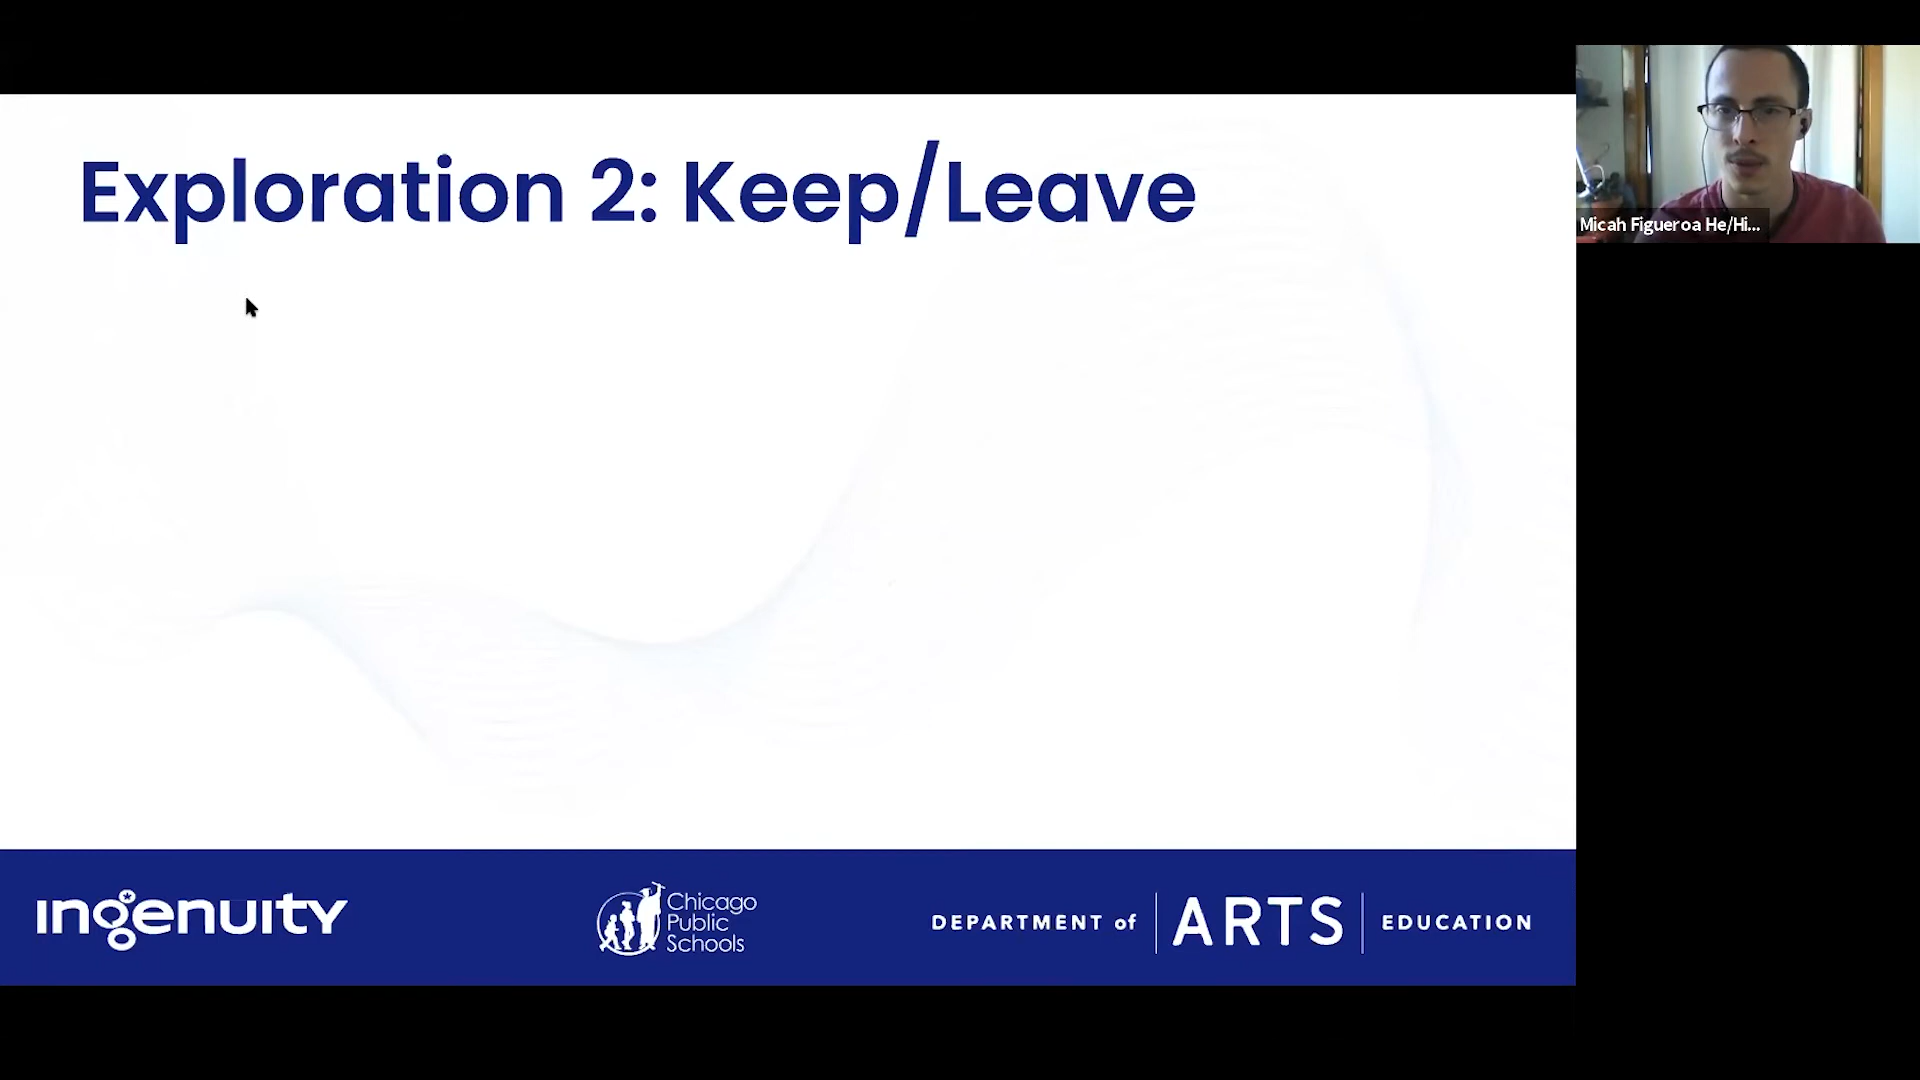 Exploration 2: Keep/Leave
Micah Figueroa He/Hi...
ingenuity
Chicago
Public
Schools
DEPARTMENT of ARTS EDUCATION